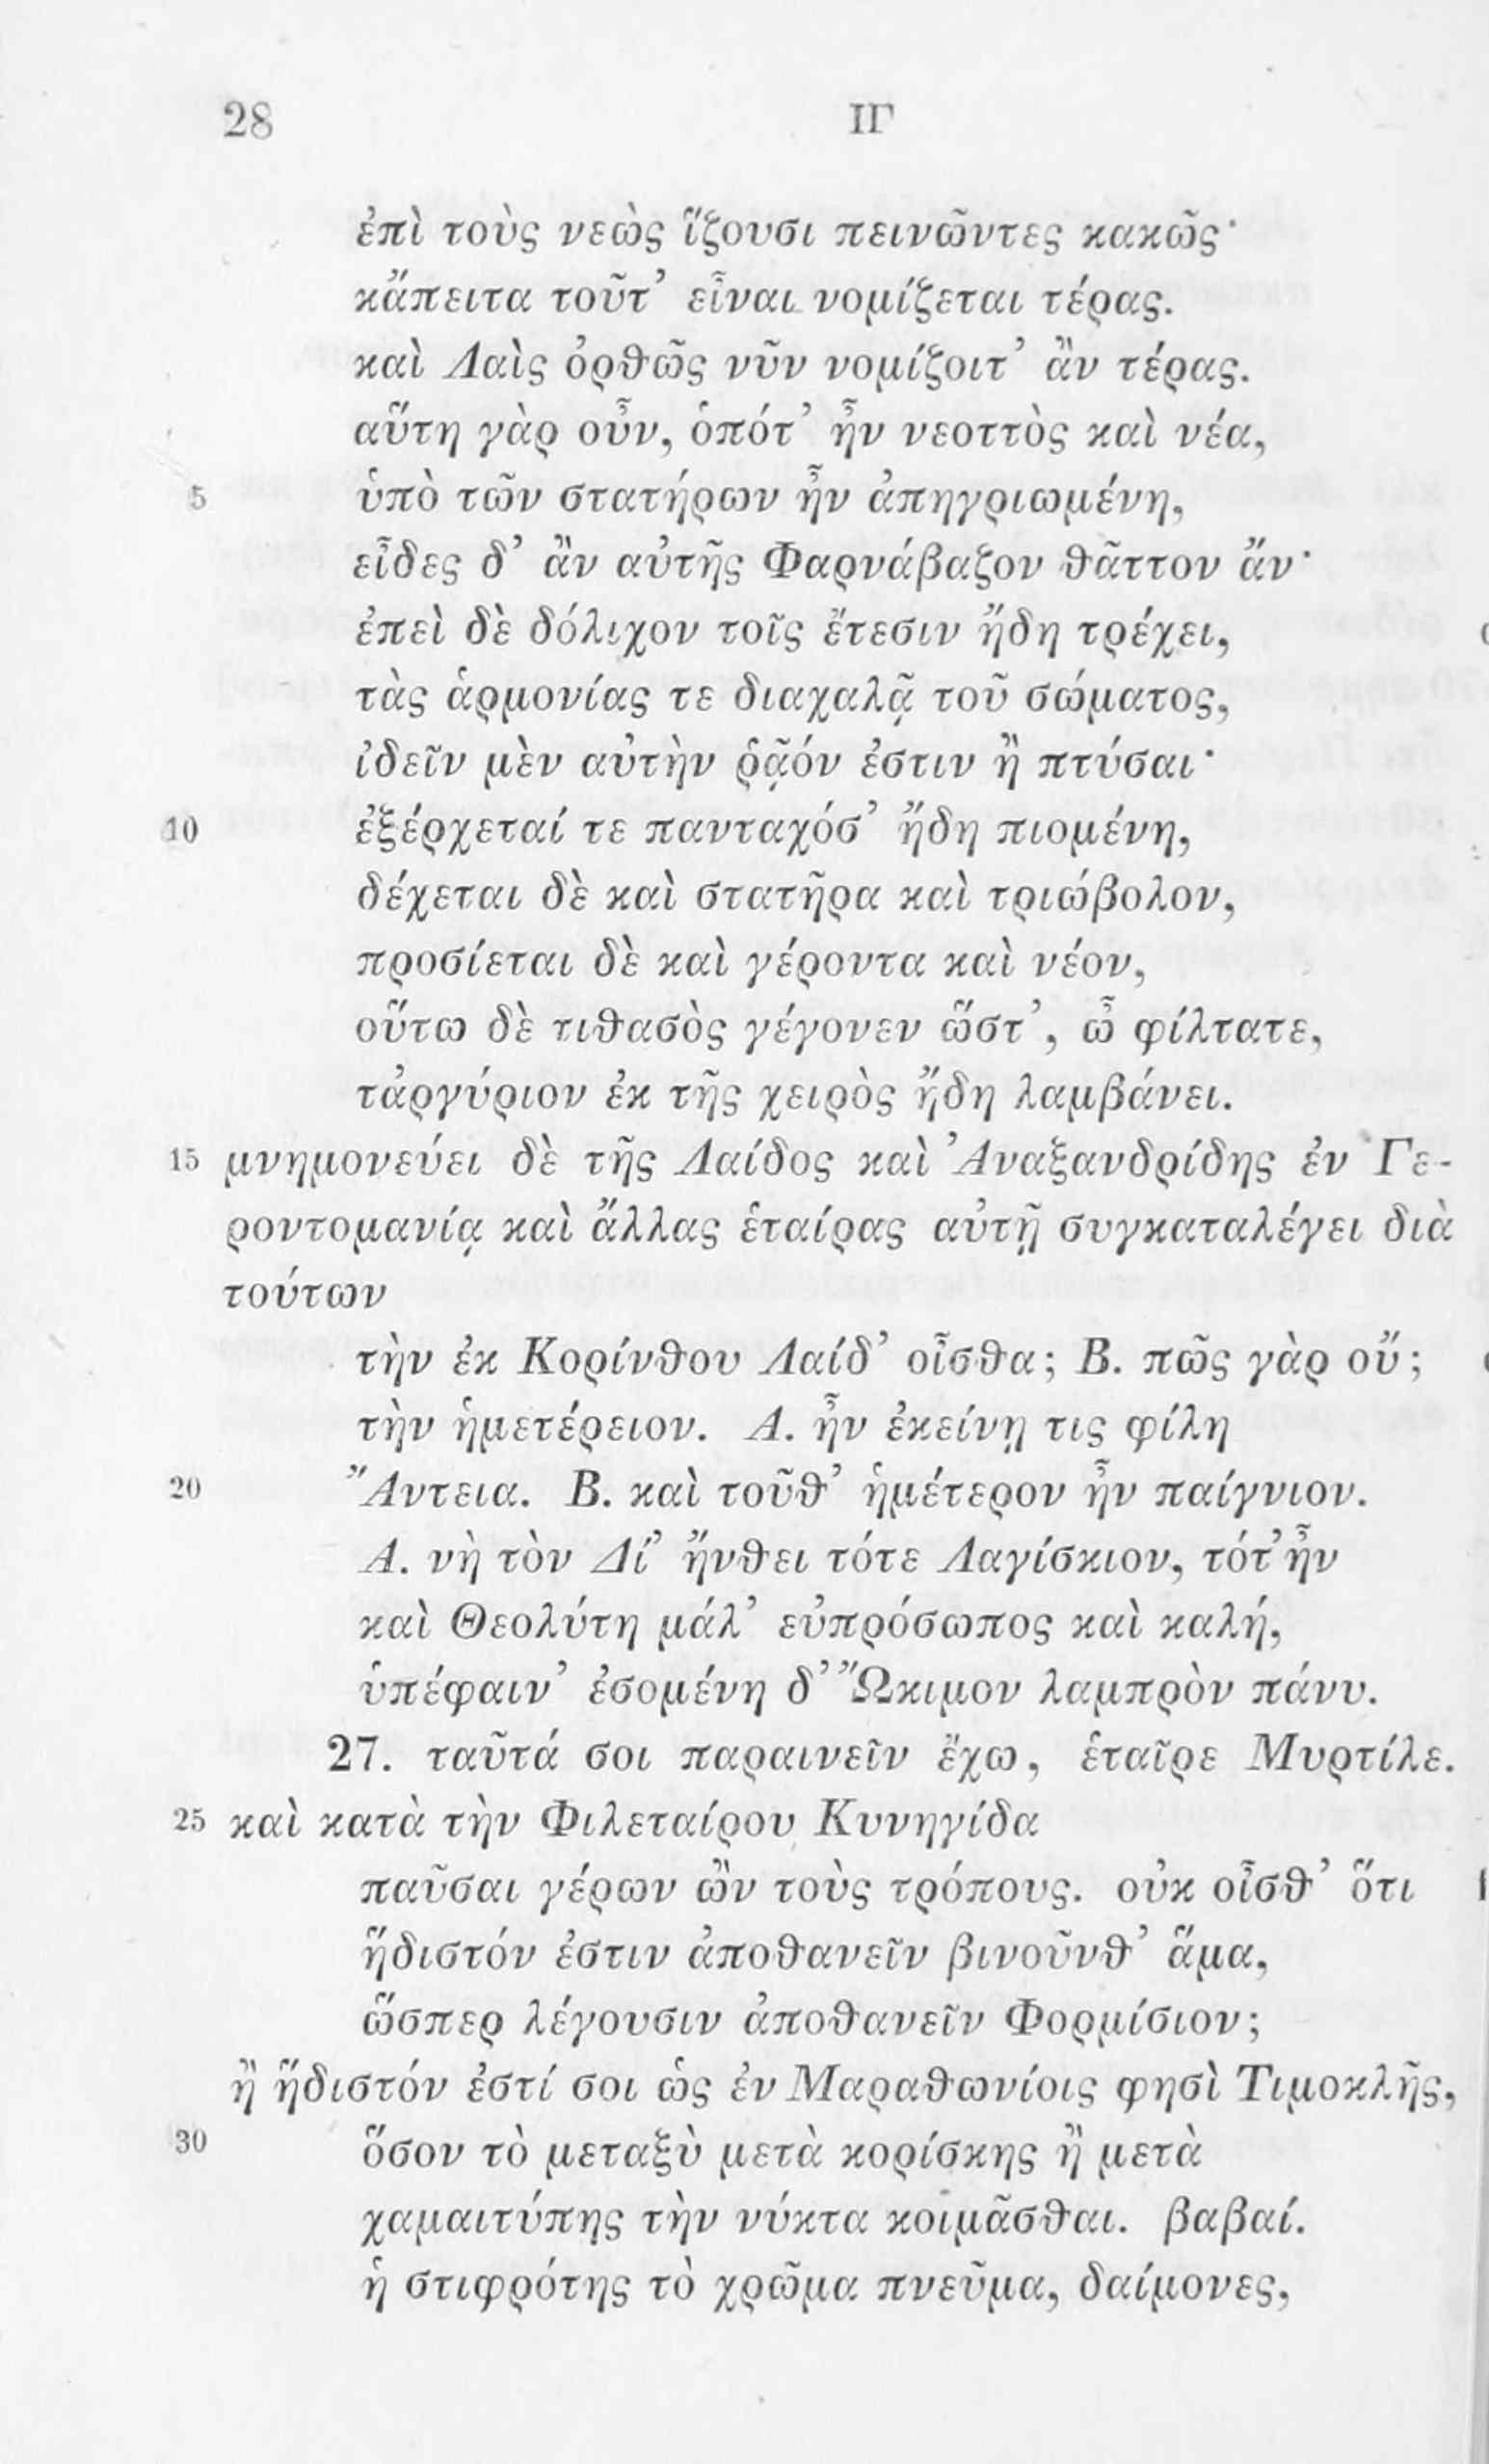 28 ΙΓ
ἐπὶ τοὺς νεὼς ἵζουσι πεινῶντες κακῶς·
κἄπειτα τοῦτ’ εἶναι νομίζεται τέρας.
καὶ Λαὶς ὀρθῶς νῦν νομίζοιτ’ ἂν τέρας.
αὕτη γὰρ οὖν, ὁπότ’ ἦν νεοττὸς καὶ νέα,
5 ὑπὸ τῶν στατήρων ἦν ἀπηγριωμένη,
εἶδες δ’ ἂν αὐτῆς Φαρνάβαζον θᾶττον ἄν·
ἐπεὶ δὲ δόλιχον τοῖς ἔτεσιν ἤδη τρέχει,
τὰς ἁρμονίας τε διαχαλᾷ τοῦ σώματος,
ἰδεῖν μὲν αὐτὴν ῥᾷόν ἐστιν ἢ πτύσαι·
10 ἐξέρχεταί τε πανταχόσ’ ἤδη πιομένη,
δέχεται δὲ καὶ στατῆρα καὶ τριώβολον,
προσίεται δὲ καὶ γέροντα καὶ νέον,
οὕτω δὲ τιθασὸς γέγονεν ὥστ’, ὦ φίλτατε,
τἀργύριον ἐκ τῆς χειρὸς ἤδη λαμβάνει.
15 μνημονεύει δὲ τῆς Λαίδος καὶ Ἀναξανδρίδης ἐν Γε-
ροντομανίᾳ καὶ ἄλλας ἑταίρας αὐτῇ συγκαταλέγει διὰ
τούτων
τὴν ἐκ Κορίνθου Λαίδ’ οἶσθα; Β. πῶς γὰρ οὔ;
τὴν ἡμετέρειον. Α. ἦν ἐκείνῃ τις φίλη
20 Ἄντεια. Β. καὶ τοῦθ’ ἡμέτερον ἦν παίγνιον.
Α. νὴ τὸν Δί’ ἤνθει τότε Λαγίσκιον, τότ’ ἦν
καὶ Θεολύτη μάλ’ εὐπρόσωπος καὶ καλή,
ὑπέφαιν’ ἐσομένη δ’ Ὤκιμον λαμπρὸν πάνυ.
27. ταῦτά σοι παραινεῖν ἔχω, ἑταῖρε Μυρτίλε.
25 καὶ κατὰ τὴν Φιλεταίρου Κυνηγίδα
παῦσαι γέρων ὢν τοὺς τρόπους. οὐκ οἶσθ’ ὅτι
ἥδιστόν ἐστιν ἀποθανεῖν βινοῦνθ’ ἅμα,
ὥσπερ λέγουσιν ἀποθανεῖν Φορμίσιον;
ἢ ἥδιστόν ἐστί σοι ὡς ἐν Μαραθωνίοις φησὶ Τιμοκλῆς,
30 ὅσον τὸ μεταξὺ μετὰ κορίσκης ἢ μετὰ
χαμαιτύπης τὴν νύκτα κοιμᾶσθαι. βαβαί.
ἡ στιφρότης τὸ χρῶμα πνεῦμα, δαίμονες,